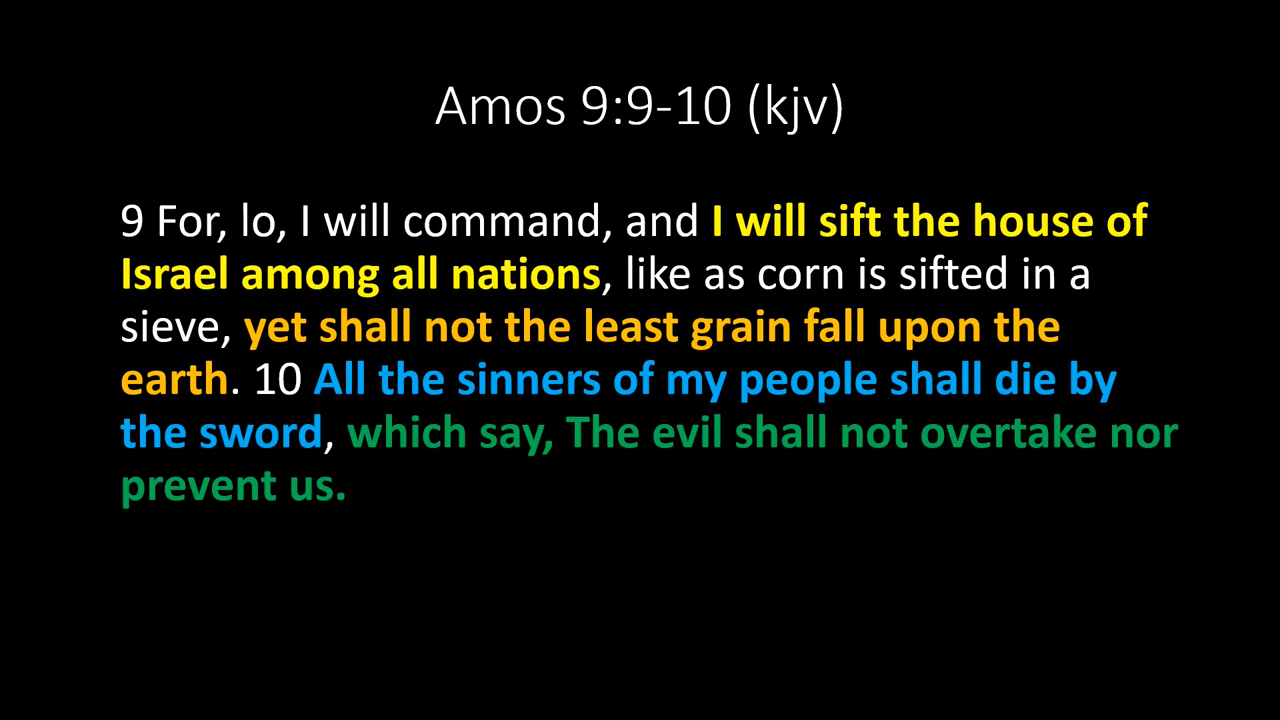 Amos 9:9-10 (kjv)
9 For, lo, I will command, and I will sift the house of
Israel among all nations, like as corn is sifted in a
sieve, yet shall not the least grain fall upon the
earth. 10 All the sinners of my people shall die by
the sword, which say, The evil shall not overtake nor
prevent us.